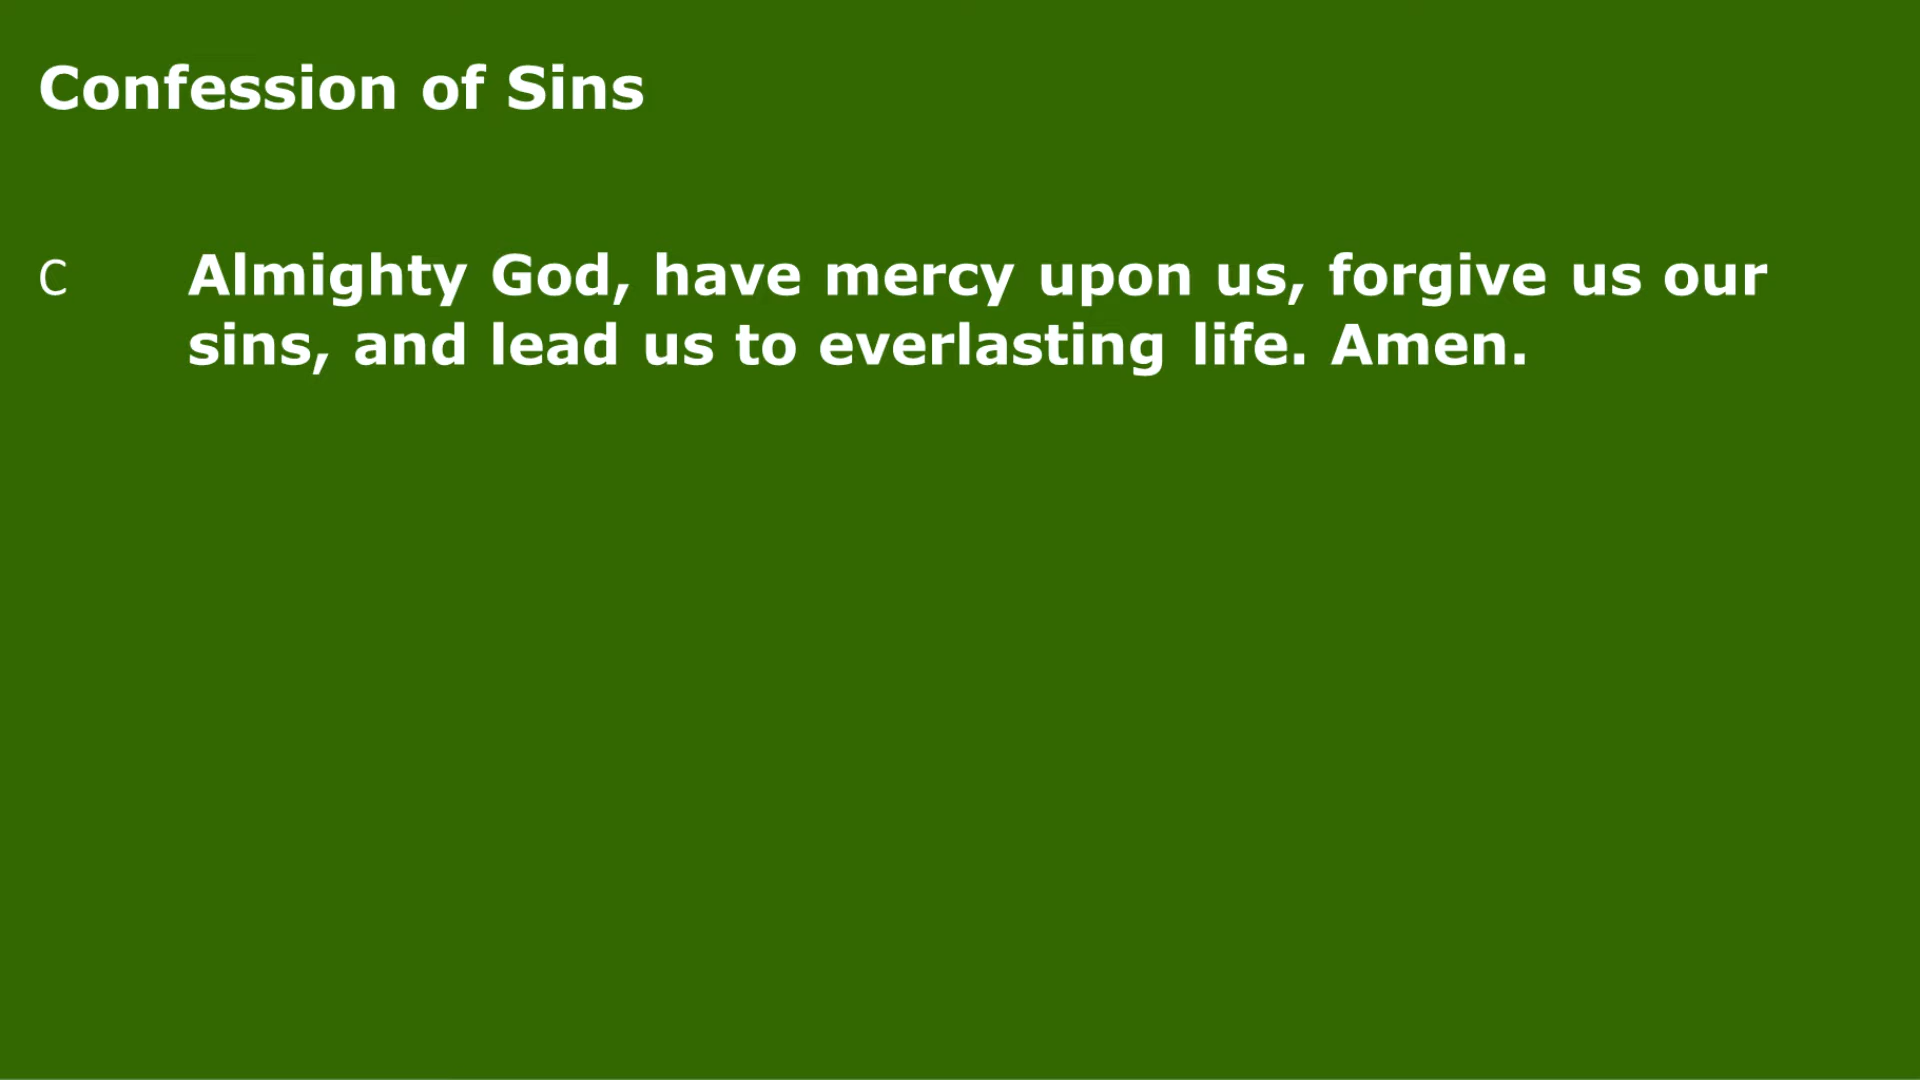 Confession of Sins
C Almighty God, have mercy upon us, forgive us our
sins, and lead us to everlasting life. Amen.